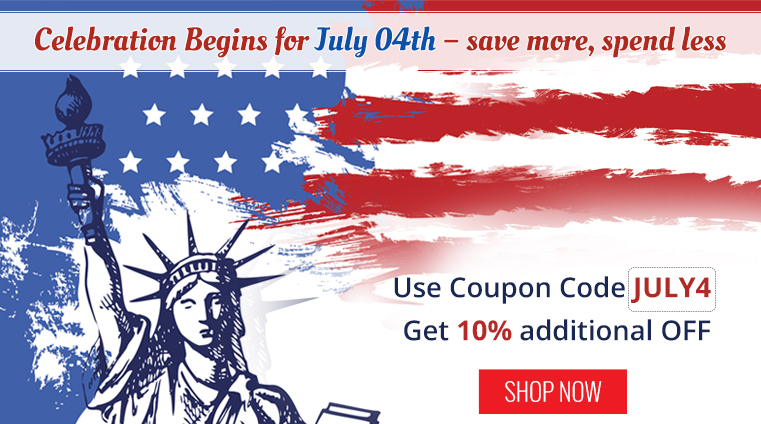 Celebration Begins for July 04th – save more, spend less
Use Coupon Code JULY4
Get 10% additional OFF
SHOP NOW